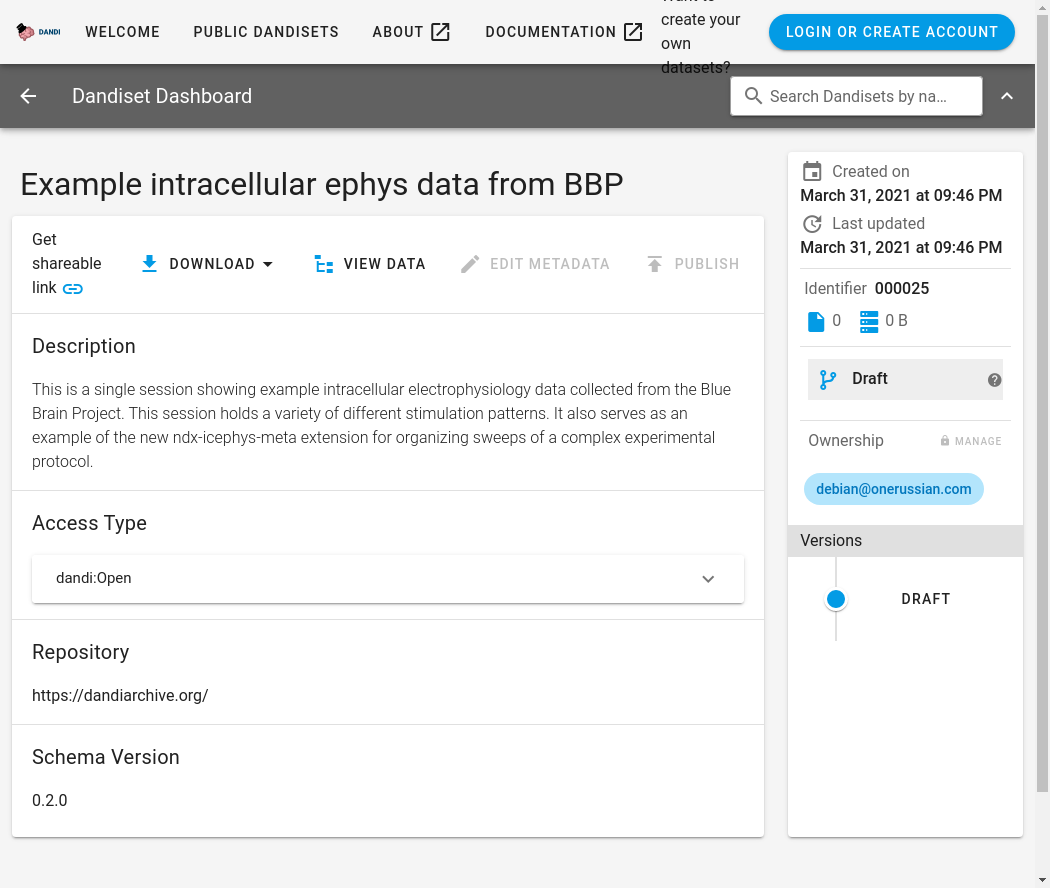 DANDI
WELCOME
PUBLIC DANDISETS
ABOUT
DOCUMENTATION
create your
own
datasets?
LOGIN OR CREATE ACCOUNT
Dandiset Dashboard
Search Dandisets by na...
Example intracellular ephys data from BBP
Get
shareable
link
DOWNLOAD
VIEW DATA
EDIT METADATA
PUBLISH
Description
This is a single session showing example intracellular electrophysiology data collected from the Blue
Brain Project. This session holds a variety of different stimulation patterns. It also serves as an
example of the new ndx-icephys-meta extension for organizing sweeps of a complex experimental
protocol.
Access Type
dandi:Open
Repository
https://dandiarchive.org/
Schema Version
0.2.0
Created on
March 31, 2021 at 09:46 PM
Last updated
March 31, 2021 at 09:46 PM
Identifier 000025
0 0 B
Draft
Ownership MANAGE
debian@onerussian.com
Versions
DRAFT